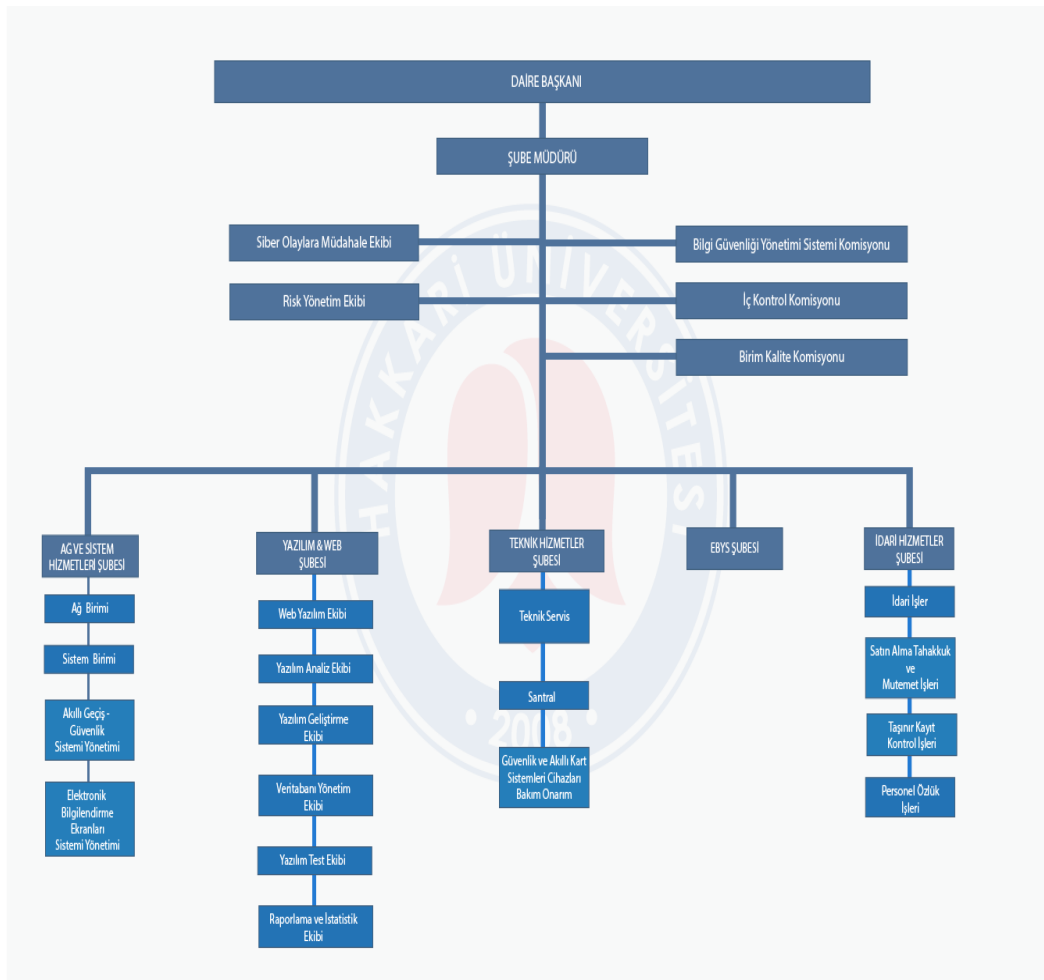 DAİRE BAŞKANI
ŞUBE MÜDÜRÜ
Siber Olaylara Müdahale Ekibi
Bilgi Güvenliği Yönetimi Sistemi Komisyonu
Risk Yönetim Ekibi
İç Kontrol Komisyonu
Birim Kalite Komisyonu
HAKKARİ ÜNİVERSİTESİ
• 2008 •
AG VE SİSTEM
HİZMETLERİ ŞUBESİ
Ağ Birimi
Sistem Birimi
Akıllı Geçiş -
Güvenlik
Sistemi Yönetimi
Elektronik
Bilgilendirme
Ekranları
Sistemi Yönetimi
YAZILIM & WEB
ŞUBESİ
Web Yazılım Ekibi
Yazılım Analiz Ekibi
Yazılım Geliştirme
Ekibi
Veritabanı Yönetim
Ekibi
Yazılım Test Ekibi
Raporlama ve İstatistik
Ekibi
TEKNİK HİZMETLER
ŞUBESİ
Teknik Servis
Santral
Güvenlik ve Akıllı Kart
Sistemleri Cihazları
Bakım Onarım
EBYS ŞUBESİ
İDARİ HİZMETLER
ŞUBESİ
İdari İşler
Satın Alma Tahakkuk
ve
Mutemet İşleri
Taşınır Kayıt
Kontrol İşleri
Personel Özlük
İşleri